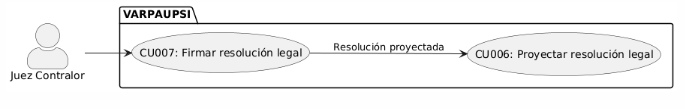 VARPAUPSI
Juez Contralor
CU007: Firmar resolución legal
Resolución proyectada
CU006: Proyectar resolución legal